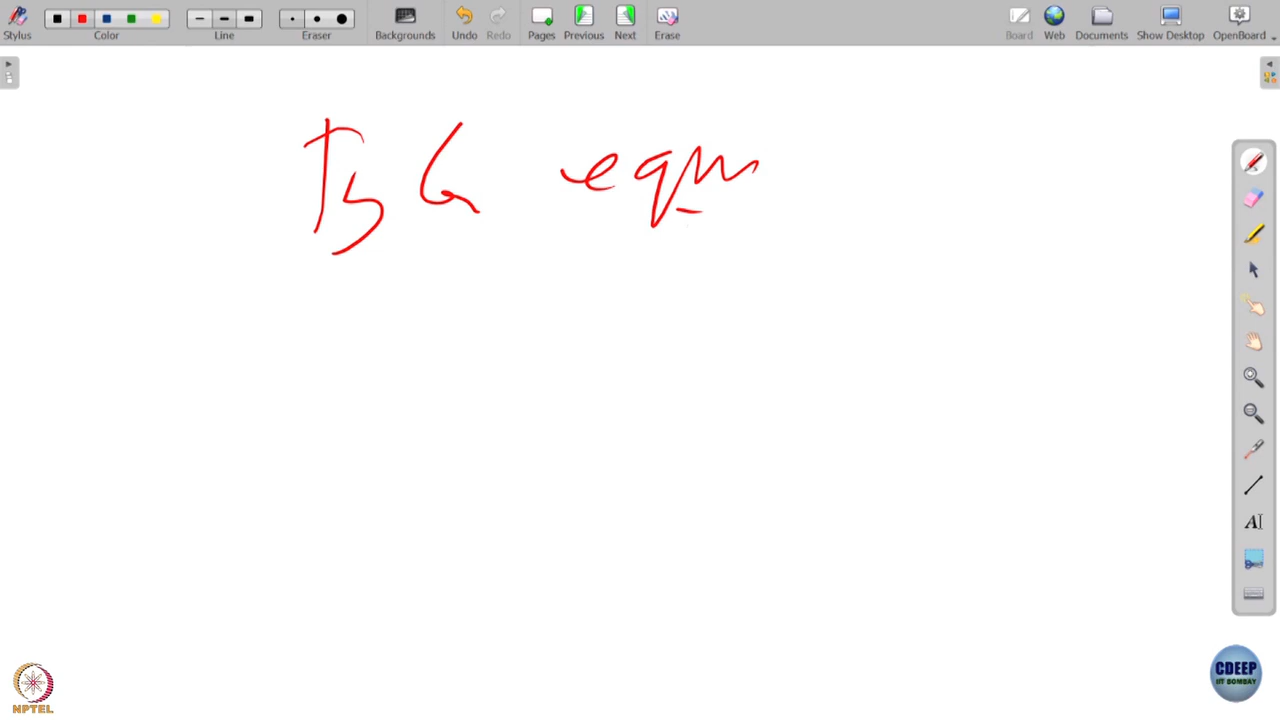 Stylus Color Line Eraser Backgrounds Undo Redo Pages Previous Next Erase Board Web Documents Show Desktop OpenBoard
G eqn
AI
CDEEP
IIT BOMBAY
NPTEL